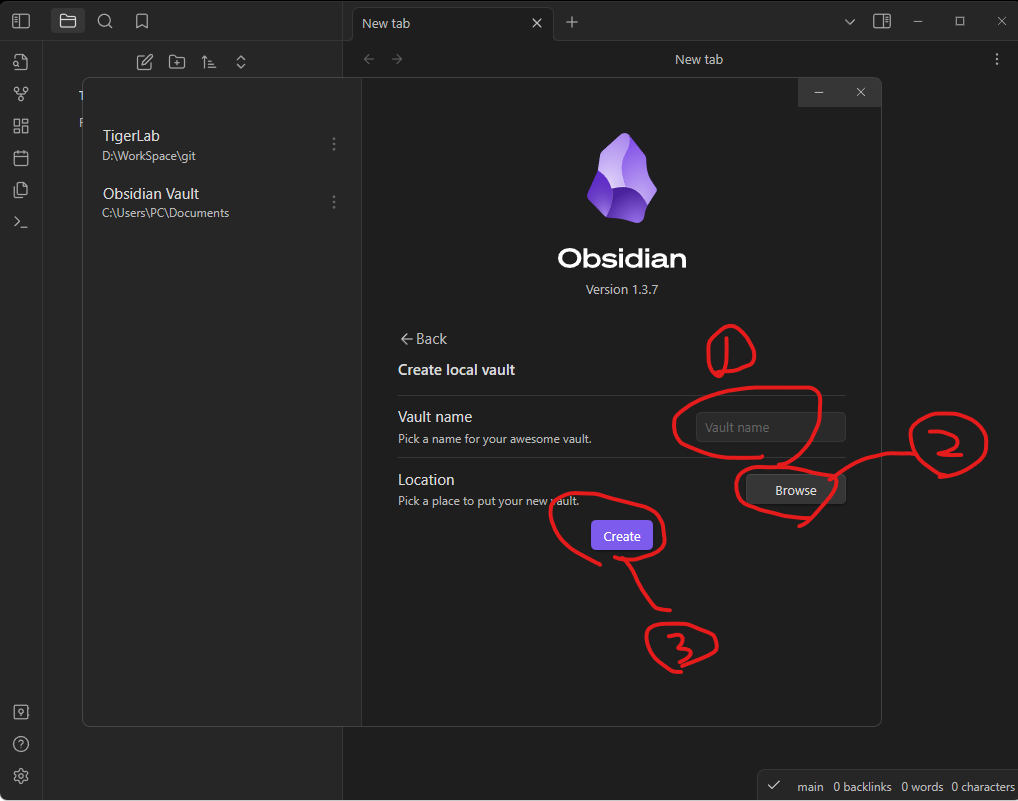 New tab
New tab
TigerLab
D:\WorkSpace\git
Obsidian Vault
C:\Users\PC\Documents
Obsidian
Version 1.3.7
Back
Create local vault
1
Vault name
Vault name
Pick a name for your awesome vault.
2
Location
Browse
Pick a place to put your new vault.
Create
3
main 0 backlinks 0 words 0 characters